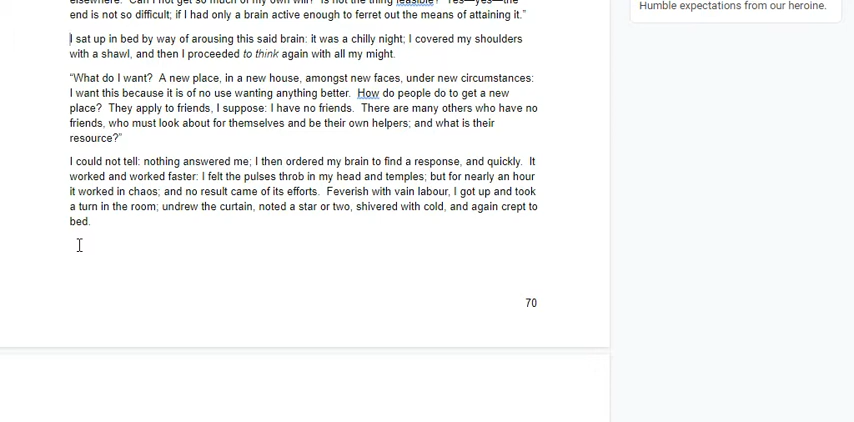 elsewhere. Can I not get so much of my own will? Is not the thing feasible? Yes—yes—the
Humble expectations from our heroine.
end is not so difficult; if I had only a brain active enough to ferret out the means of attaining it.”
I sat up in bed by way of arousing this said brain: it was a chilly night; I covered my shoulders
with a shawl, and then I proceeded to think again with all my might.
“What do I want? A new place, in a new house, amongst new faces, under new circumstances:
I want this because it is of no use wanting anything better. How do people do to get a new
place? They apply to friends, I suppose: I have no friends. There are many others who have no
friends, who must look about for themselves and be their own helpers; and what is their
resource?”
I could not tell: nothing answered me; I then ordered my brain to find a response, and quickly. It
worked and worked faster: I felt the pulses throb in my head and temples; but for nearly an hour
it worked in chaos; and no result came of its efforts. Feverish with vain labour, I got up and took
a turn in the room; undrew the curtain, noted a star or two, shivered with cold, and again crept to
bed.
70